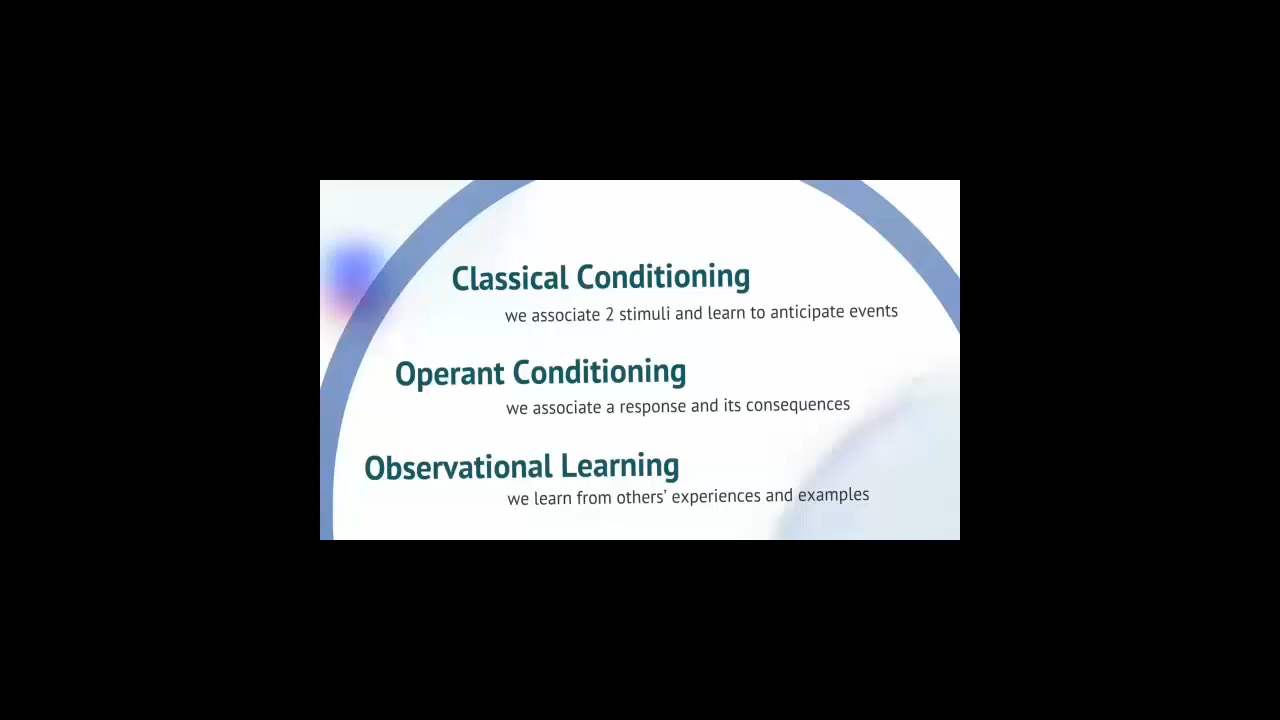 Classical Conditioning
we associate 2 stimuli and learn to anticipate events
Operant Conditioning
we associate a response and its consequences
Observational Learning
we learn from others’ experiences and examples